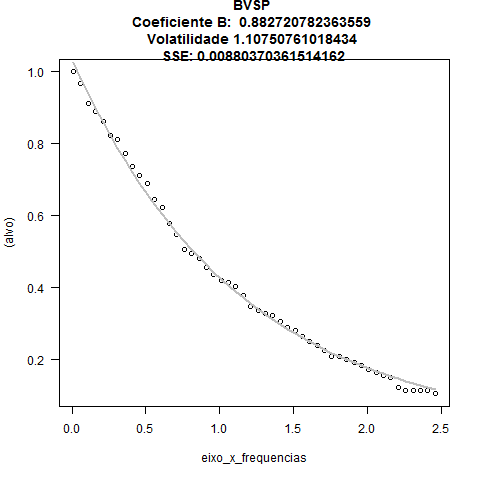 BVSP
Coeficiente B: 0.882720782363559
Volatilidade 1.10750761018434
SSE: 0.00880370361514162
1.0
0.8
0.6
0.4
0.2
(alvo)
0.0 0.5 1.0 1.5 2.0 2.5
eixo_x_frequencias